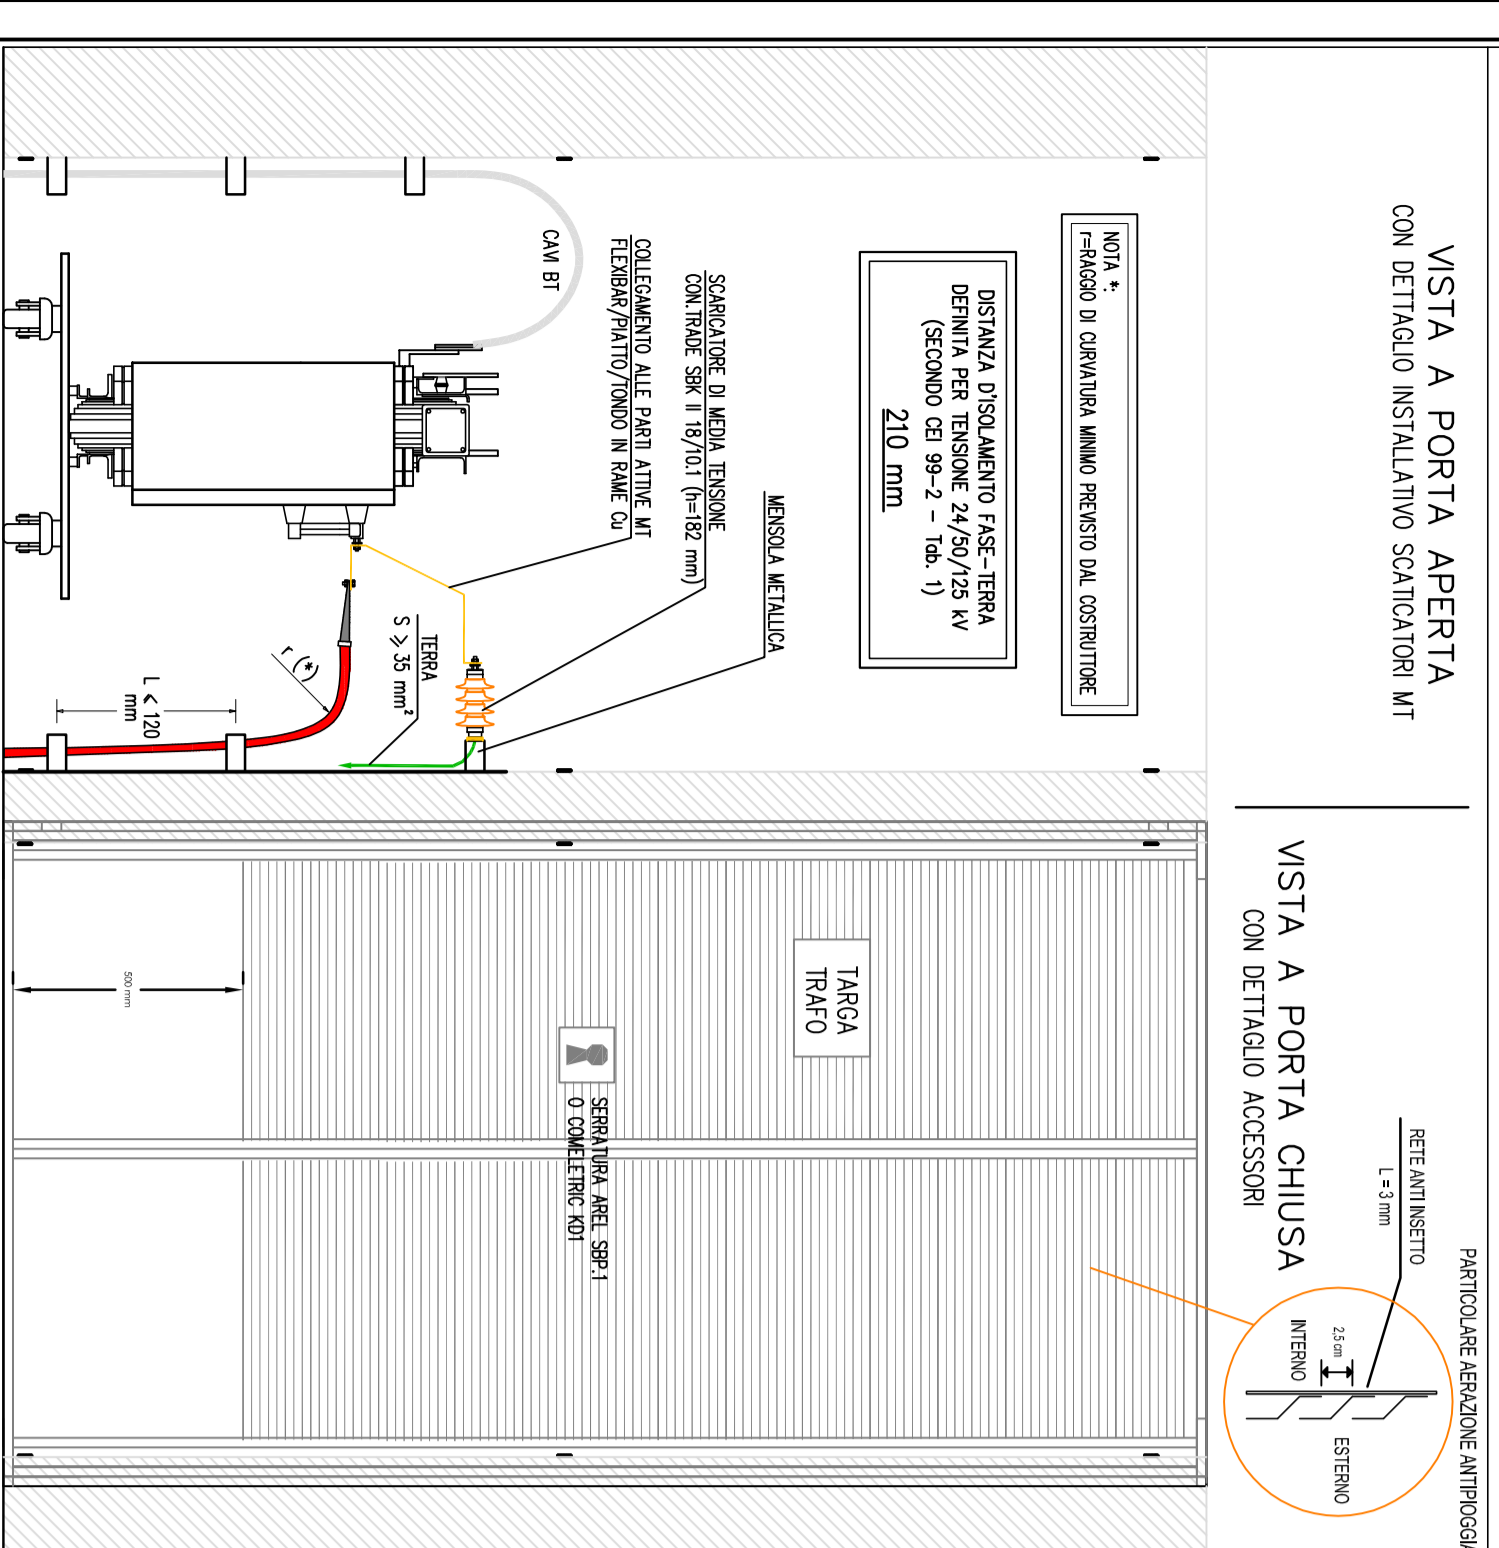 VISTA A PORTA APERTA
CON DETTAGLIO INSTALLATIVO SCATICATORI MT
NOTA *:
r=RAGGIO DI CURVATURA MINIMO PREVISTO DAL COSTRUTTORE
DISTANZA D'ISOLAMENTO FASE-TERRA
DEFINITA PER TENSIONE 24/50/125 kV
(SECONDO CEI 99-2 - Tab. 1)
210 mm
MENSOLA METALLICA
SCARICATORE DI MEDIA TENSIONE
CON.TRADE SBK II 18/10.1 (h=182 mm)
COLLEGAMENTO ALLE PARTI ATTIVE MT
FLEXIBAR/PIATTO/TONDO IN RAME Cu
CAVI BT
TERRA
S ⩾ 35 mm²
r (*)
L ⩽ 120
mm
PARTICOLARE AERAZIONE ANTIPIOGGIA
RETE ANTI INSETTO
L = 3 mm
VISTA A PORTA CHIUSA
CON DETTAGLIO ACCESSORI
2,5 cm
INTERNO
ESTERNO
TARGA
TRAFO
SERRATURA AREL SBP.1
O COMELETRIC KD1
500 mm